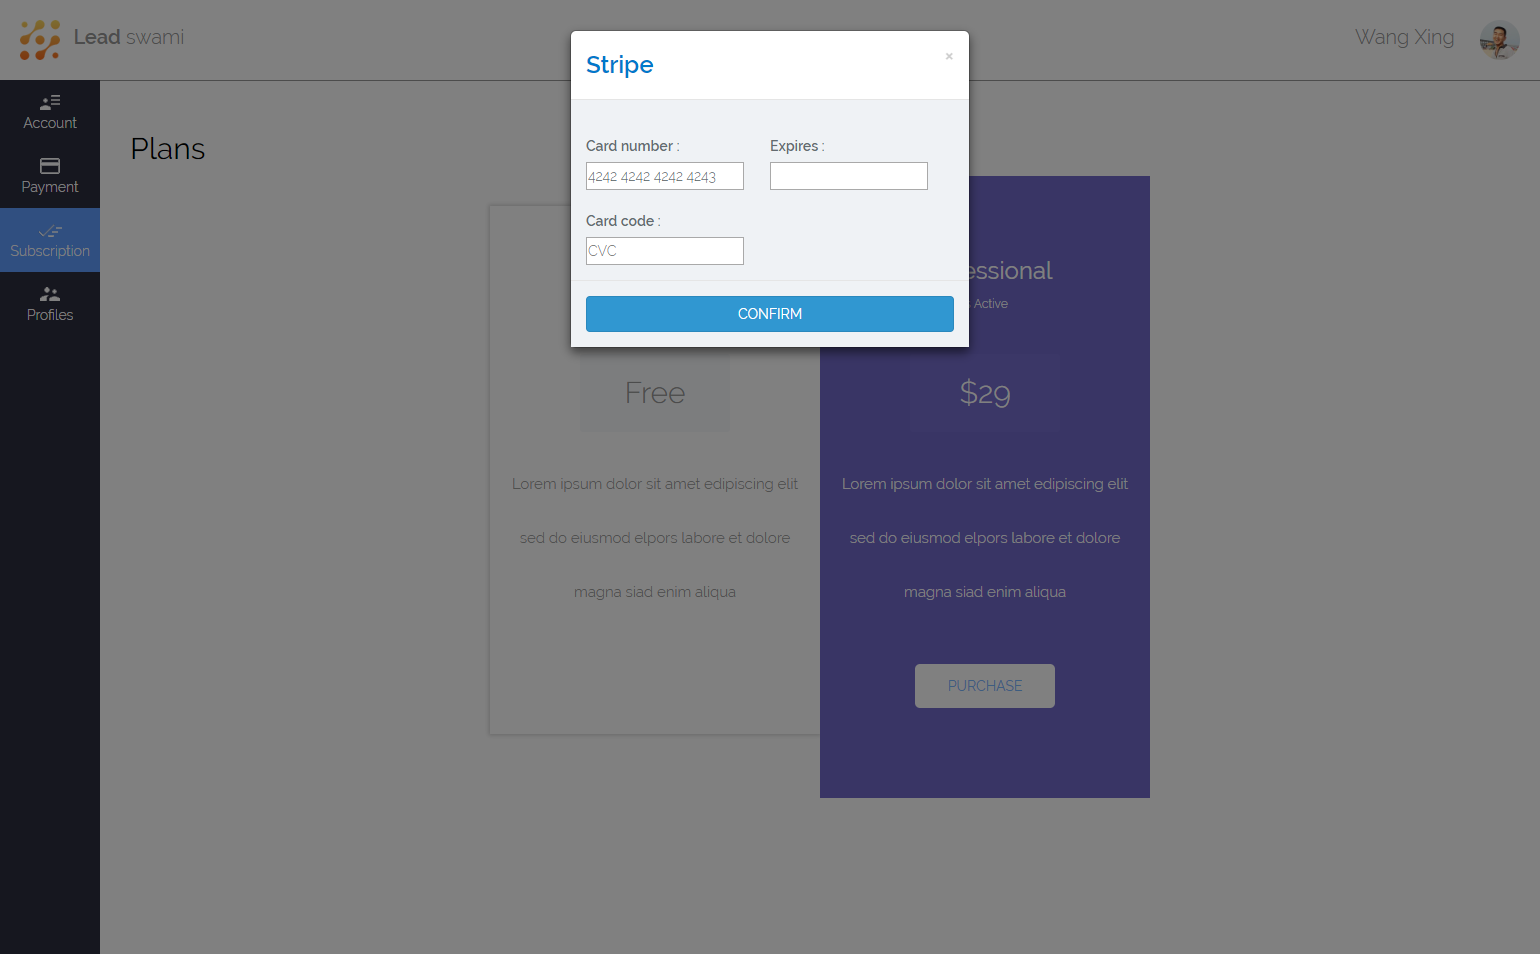 Lead swami
Wang Xing
Account
Payment
Subscription
Profiles
Plans
Stripe
×
Card number :
Expires :
4242 4242 4242 4243
Card code :
CVC
CONFIRM
essional
Active
Free
$29
Lorem ipsum dolor sit amet edipiscing elit
sed do eiusmod elpors labore et dolore
magna siad enim aliqua
Lorem ipsum dolor sit amet edipiscing elit
sed do eiusmod elpors labore et dolore
magna siad enim aliqua
PURCHASE